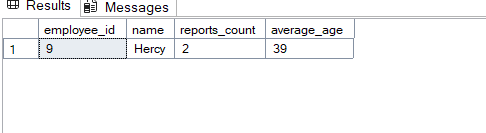 Results Messages
employee_id name reports_count average_age
1 9 Hercy 2 39